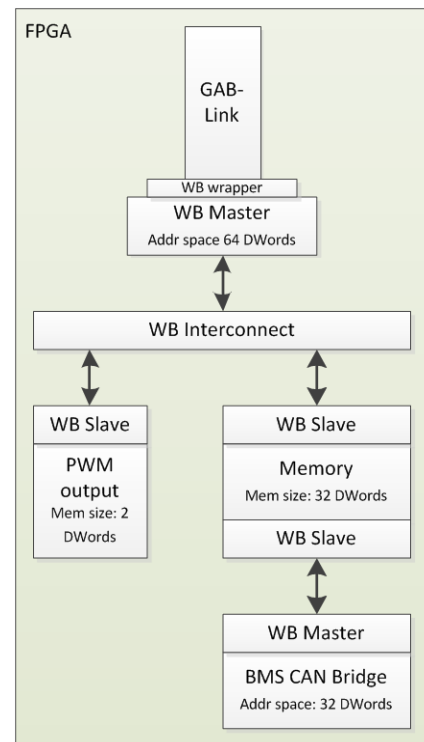 FPGA
GAB-
Link
WB wrapper
WB Master
Addr space 64 DWords
WB Interconnect
WB Slave
PWM
output
Mem size: 2
DWords
WB Slave
Memory
Mem size: 32 DWords
WB Slave
WB Master
BMS CAN Bridge
Addr space: 32 DWords